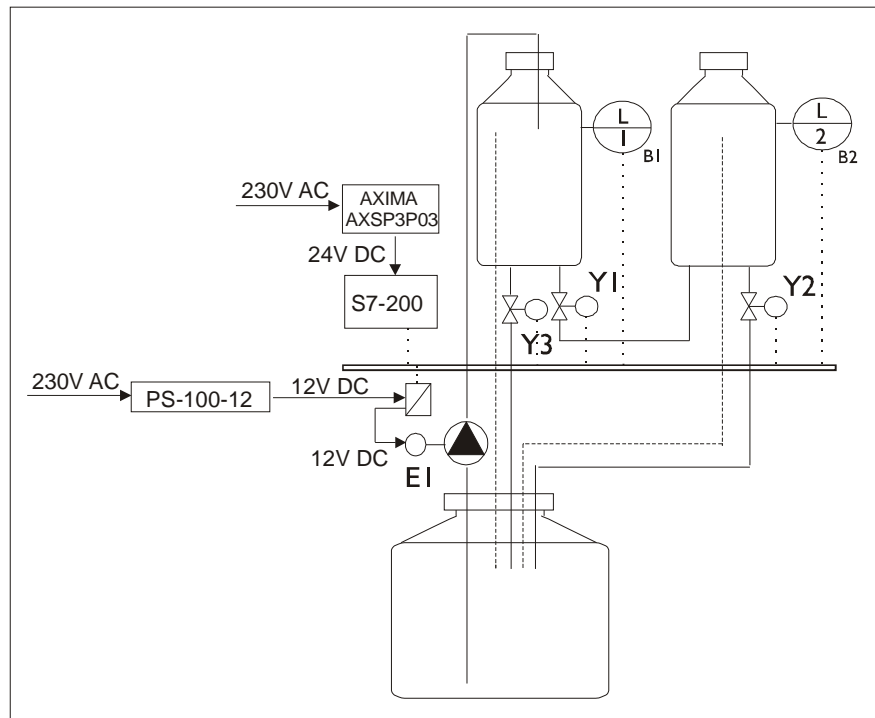 L
1
B1
L
2
B2
230V AC
AXIMA
AXSP3P03
24V DC
S7-200
Y1
Y2
Y3
230V AC
PS-100-12
12V DC
12V DC
E1